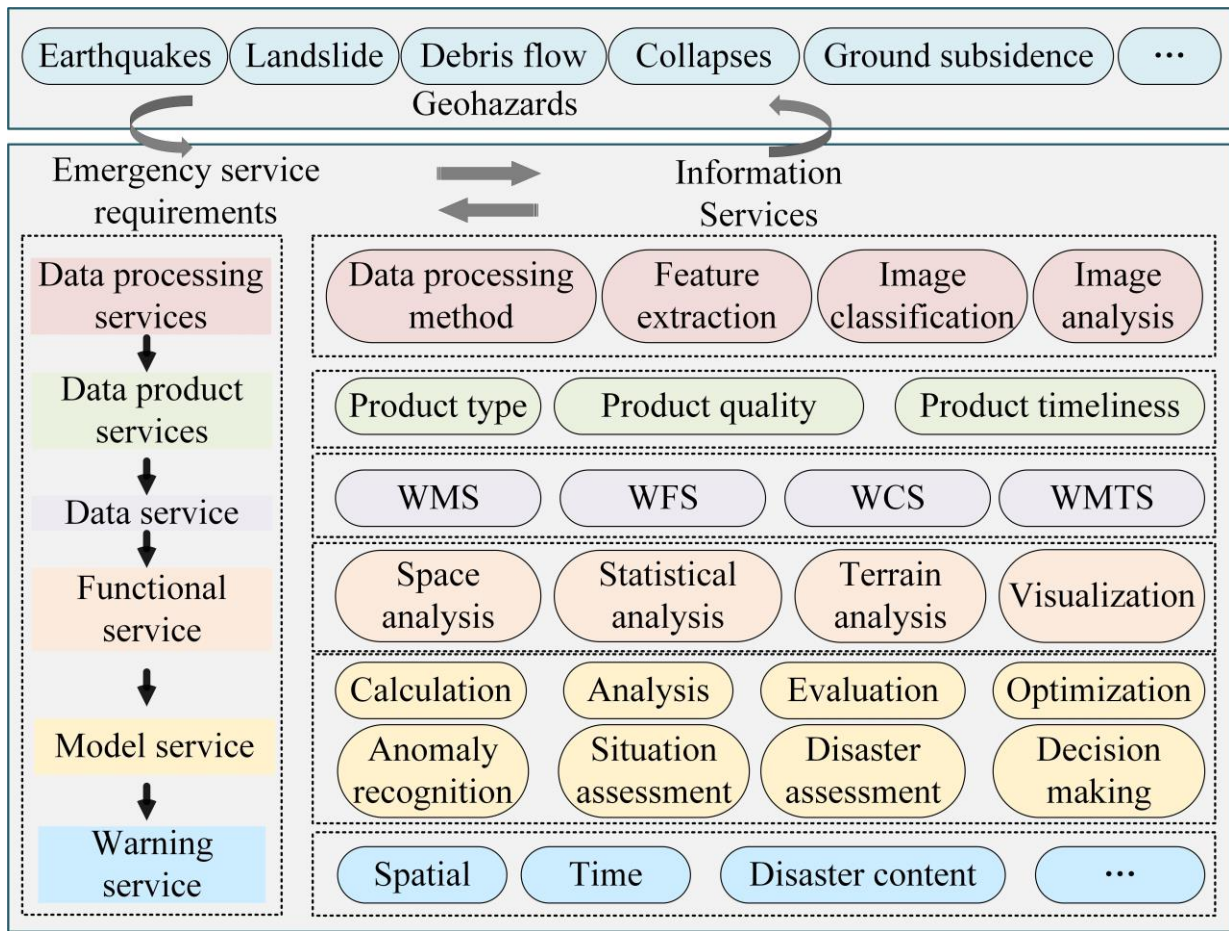 Earthquakes Landslide Debris flow Collapses Ground subsidence ...
Geohazards
Emergency service
requirements
Information
Services
Data processing
services
Data product
services
Data service
Functional
service
Model service
Warning
service
Data processing
method
Feature
extraction
Image
classification
Image
analysis
Product type
Product quality
Product timeliness
WMS
WFS
WCS
WMTS
Space
analysis
Statistical
analysis
Terrain
analysis
Visualization
Calculation
Analysis
Evaluation
Optimization
Anomaly
recognition
Situation
assessment
Disaster
assessment
Decision
making
Spatial
Time
Disaster content
...